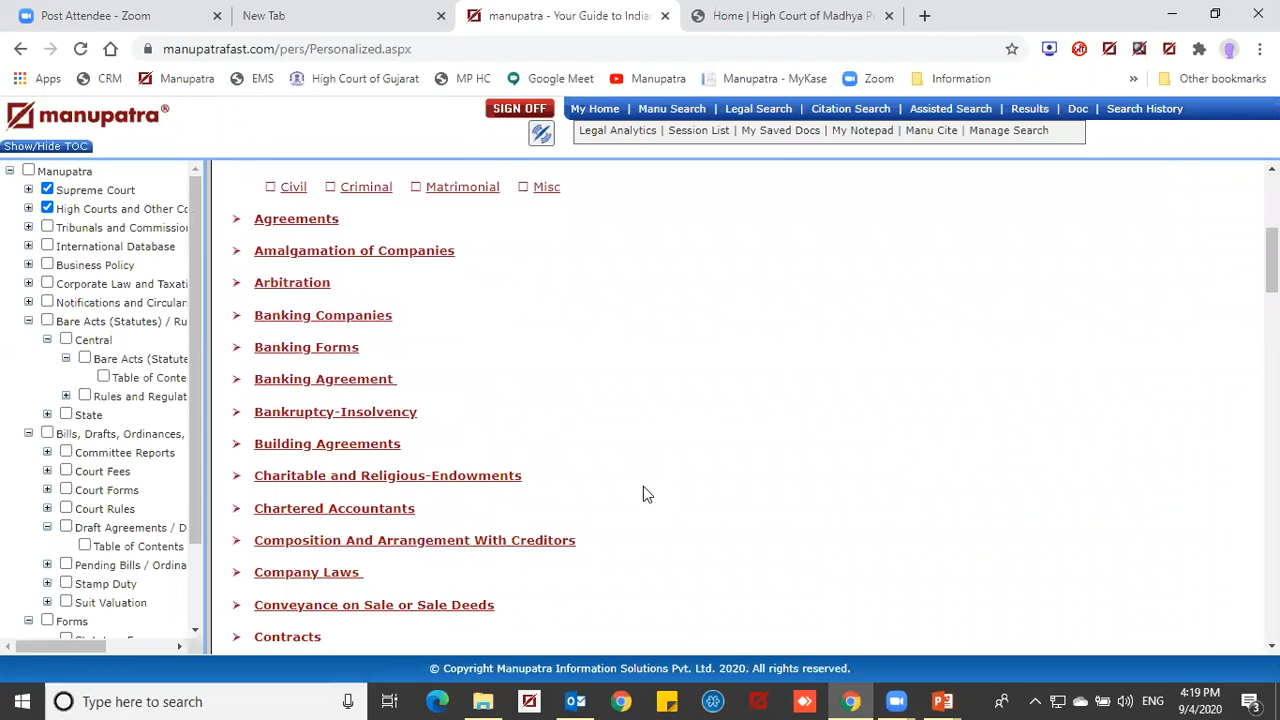 Post Attendee - Zoom
New Tab
manupatra - Your Guide to India
Home | High Court of Madhya P
manupatrafast.com/pers/Personalized.aspx
Apps
CRM
Manupatra
EMS
High Court of Gujarat
MP HC
Google Meet
Manupatra
Manupatra - MyKase
Zoom
Information
»
Other bookmarks
manupatra®
SIGN OFF
My Home | Manu Search | Legal Search | Citation Search | Assisted Search | Results | Doc | Search History
Legal Analytics | Session List | My Saved Docs | My Notepad | Manu Cite | Manage Search
Show/Hide TOC
Manupatra
Supreme Court
High Courts and Other Co
Tribunals and Commissio
International Database
Business Policy
Corporate Law and Taxati
Notifications and Circular
Bare Acts (Statutes) / Ru
Central
Bare Acts (Statute
Table of Conte
Rules and Regulat
State
Bills, Drafts, Ordinances,
Committee Reports
Court Fees
Court Forms
Court Rules
Draft Agreements / D
Table of Contents
Pending Bills / Ordina
Stamp Duty
Suit Valuation
Forms
Civil
Criminal
Matrimonial
Misc
Agreements
Amalgamation of Companies
Arbitration
Banking Companies
Banking Forms
Banking Agreement
Bankruptcy-Insolvency
Building Agreements
Charitable and Religious-Endowments
Chartered Accountants
Composition And Arrangement With Creditors
Company Laws
Conveyance on Sale or Sale Deeds
Contracts
© Copyright Manupatra Information Solutions Pvt. Ltd. 2020. All rights reserved.
Type here to search
ENG
4:19 PM
9/4/2020
3